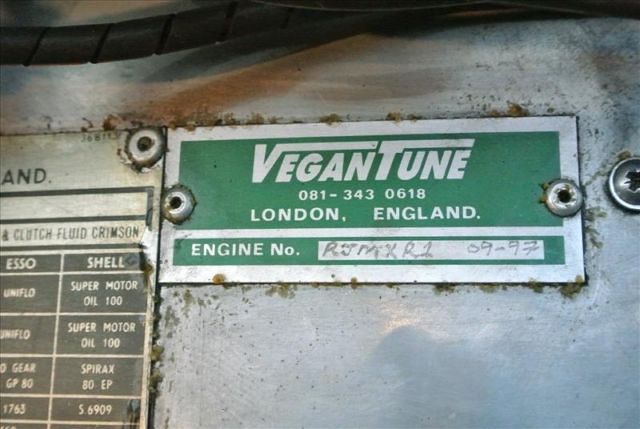 VEGANTUNE
081-343 0618
LONDON, ENGLAND.
ENGINE No. RJMXR1 09-97
AND.
& CLUTCH FLUID CRIMSON
ESSO SHELL
UNIFLO SUPER MOTOR
OIL 100
UNIFLO SUPER MOTOR
OIL 100
GEAR SPIRAX
GP 80 80 EP
1763 S.6909